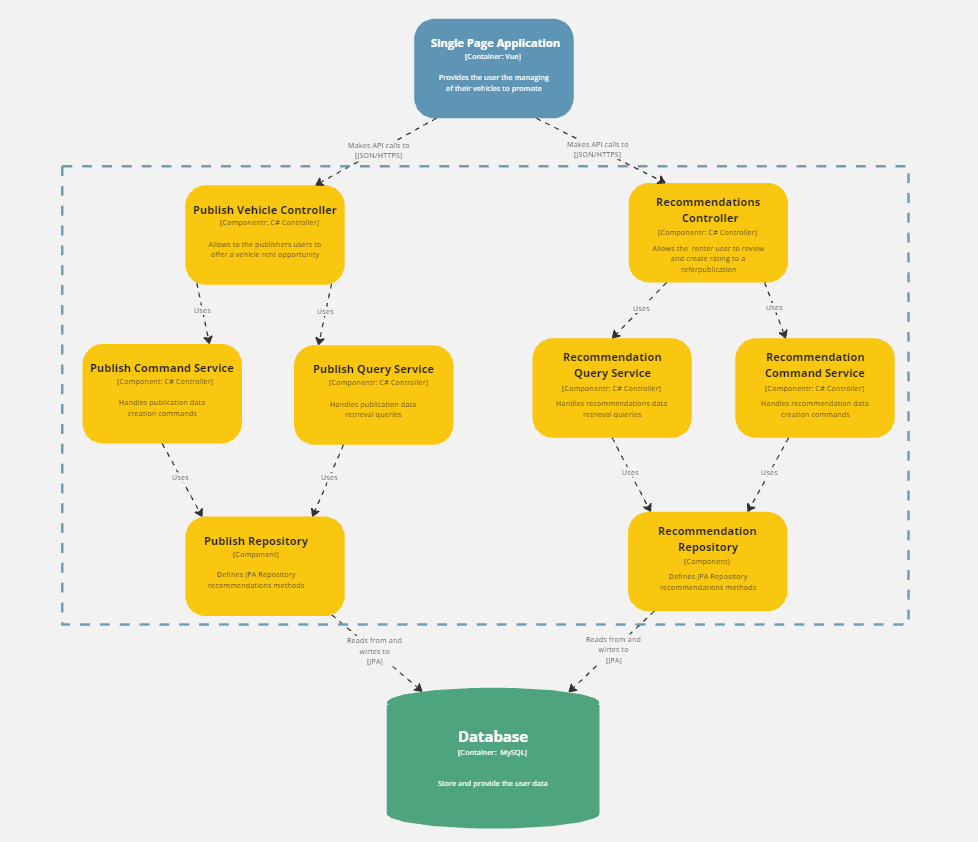 Single Page Application
[Container: Vue]
Provides the user the managing
of their vehicles to promote
Makes API calls to
[JSON/HTTPS]
Makes API calls to
[JSON/HTTPS]
Publish Vehicle Controller
[Componentr: C# Controller]
Allows to the publishers users to
offer a vehicle rent opportunity
Recommendations
Controller
[Componentr: C# Controller]
Allows the renter user to review
and create rating to a
referpublication
Uses
Uses
Uses
Uses
Publish Command Service
[Componentr: C# Controller]
Handles publication data
creation commands
Publish Query Service
[Componentr: C# Controller]
Handles publication data
retrieval queries
Recommendation
Query Service
[Componentr: C# Controller]
Handles recommendations data
retrieval queries
Recommendation
Command Service
[Componentr: C# Controller]
Handles recommendation data
creation commands
Uses
Uses
Uses
Uses
Publish Repository
[Component]
Defines JPA Repository
recommendations methods
Recommendation
Repository
[Component]
Defines JPA Repository
recommendations methods
Reads from and
wirtes to
[JPA]
Reads from and
wirtes to
[JPA]
Database
[Container: MySQL]
Store and provide the user data